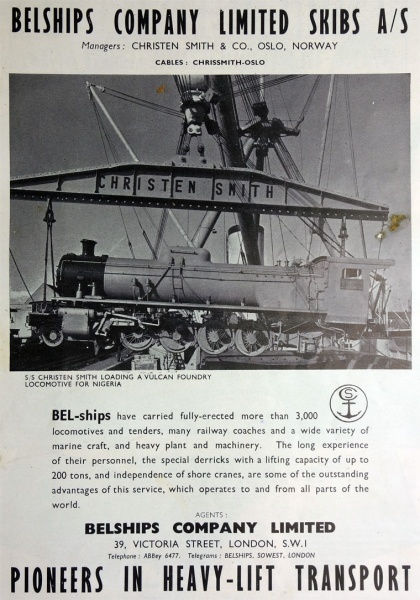 BELSHIPS COMPANY LIMITED SKIBS A/S
Managers: CHRISTEN SMITH & CO., OSLO, NORWAY
CABLES: CHRISSMITH-OSLO
CHRISTEN SMITH
S/S CHRISTEN SMITH LOADING A VULCAN FOUNDRY
LOCOMOTIVE FOR NIGERIA
CS
BEL-ships have carried fully-erected more than 3,000
locomotives and tenders, many railway coaches and a wide variety of
marine craft, and heavy plant and machinery. The long experience
of their personnel, the special derricks with a lifting capacity of up to
200 tons, and independence of shore cranes, are some of the outstanding
advantages of this service, which operates to and from all parts of the
world.
AGENTS:
BELSHIPS COMPANY LIMITED
39, VICTORIA STREET, LONDON, S.W.1
Telephone: ABBey 6477. Telegrams: BELSHIPS, SOWEST, LONDON
PIONEERS IN HEAVY-LIFT TRANSPORT